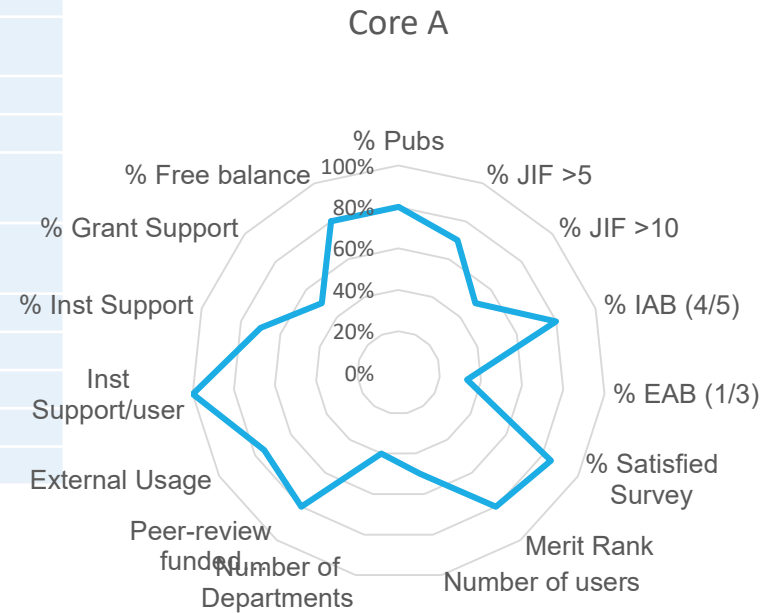 Core A
% Pubs
100%
80%
60%
40%
20%
0%
% JIF >5
% JIF >10
% IAB (4/5)
% EAB (1/3)
% Satisfied
Survey
Merit Rank
Number of users
Number of
Departments
Peer-review
funded...
External Usage
Inst
Support/user
% Inst Support
% Grant Support
% Free balance